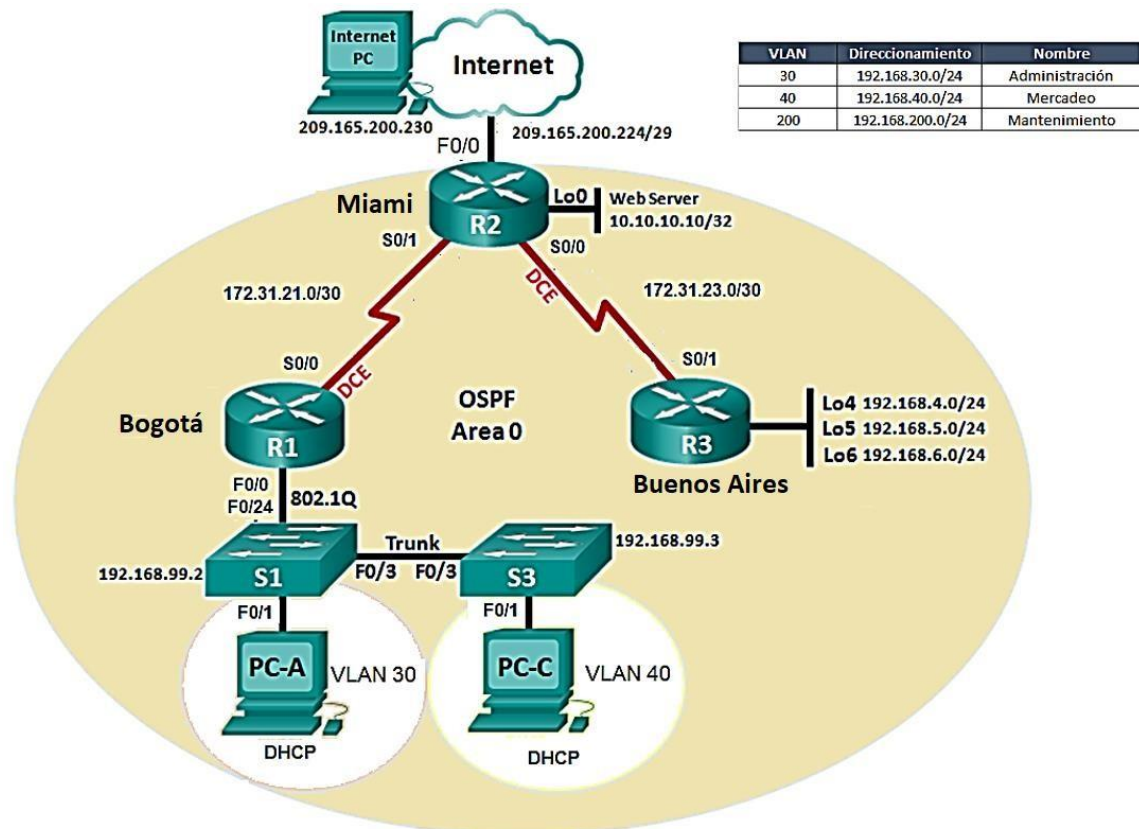 Internet
PC
Internet
209.165.200.230
209.165.200.224/29
F0/0
VLAN Direccionamiento Nombre
30 192.168.30.0/24 Administración
40 192.168.40.0/24 Mercadeo
200 192.168.200.0/24 Mantenimiento
Miami
R2
Lo0
Web Server
10.10.10.10/32
S0/1
S0/0
DCE
172.31.21.0/30
172.31.23.0/30
S0/0
DCE
S0/1
Bogotá
R1
OSPF
Area 0
R3
Buenos Aires
Lo4 192.168.4.0/24
Lo5 192.168.5.0/24
Lo6 192.168.6.0/24
F0/0
F0/24
802.1Q
192.168.99.2
S1
Trunk
F0/3 F0/3
S3
192.168.99.3
F0/1
F0/1
PC-A
VLAN 30
DHCP
PC-C
VLAN 40
DHCP